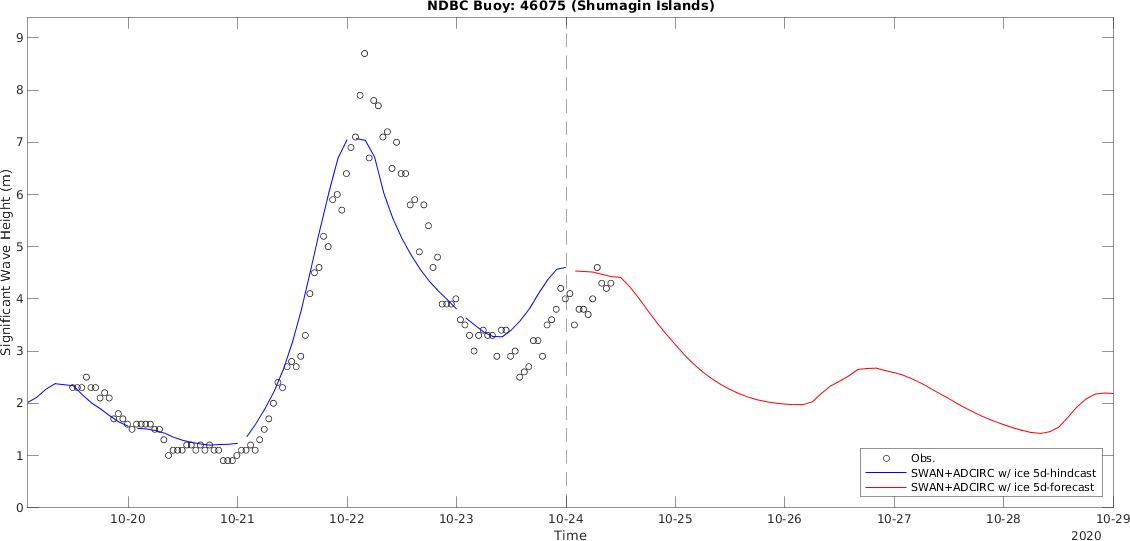 NDBC Buoy: 46075 (Shumagin Islands)
Significant Wave Height (m)
9
8
7
6
5
4
3
2
1
0
10-20 10-21 10-22 10-23 10-24 10-25 10-26 10-27 10-28 10-29
Time
2020
Obs.
SWAN+ADCIRC w/ ice 5d-hindcast
SWAN+ADCIRC w/ ice 5d-forecast